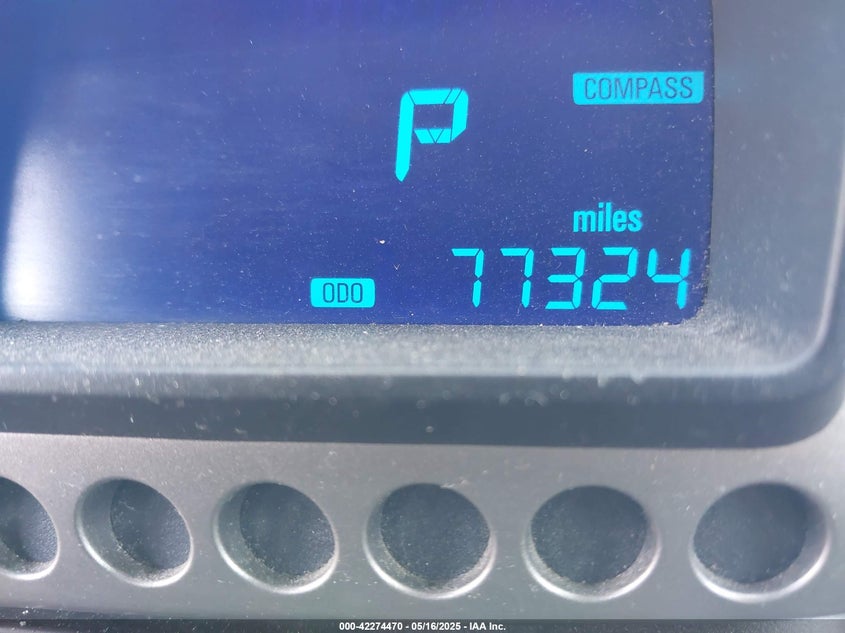 P
COMPASS
miles
ODO 77324
000-42274470 - 05/16/2025 - IAA Inc.